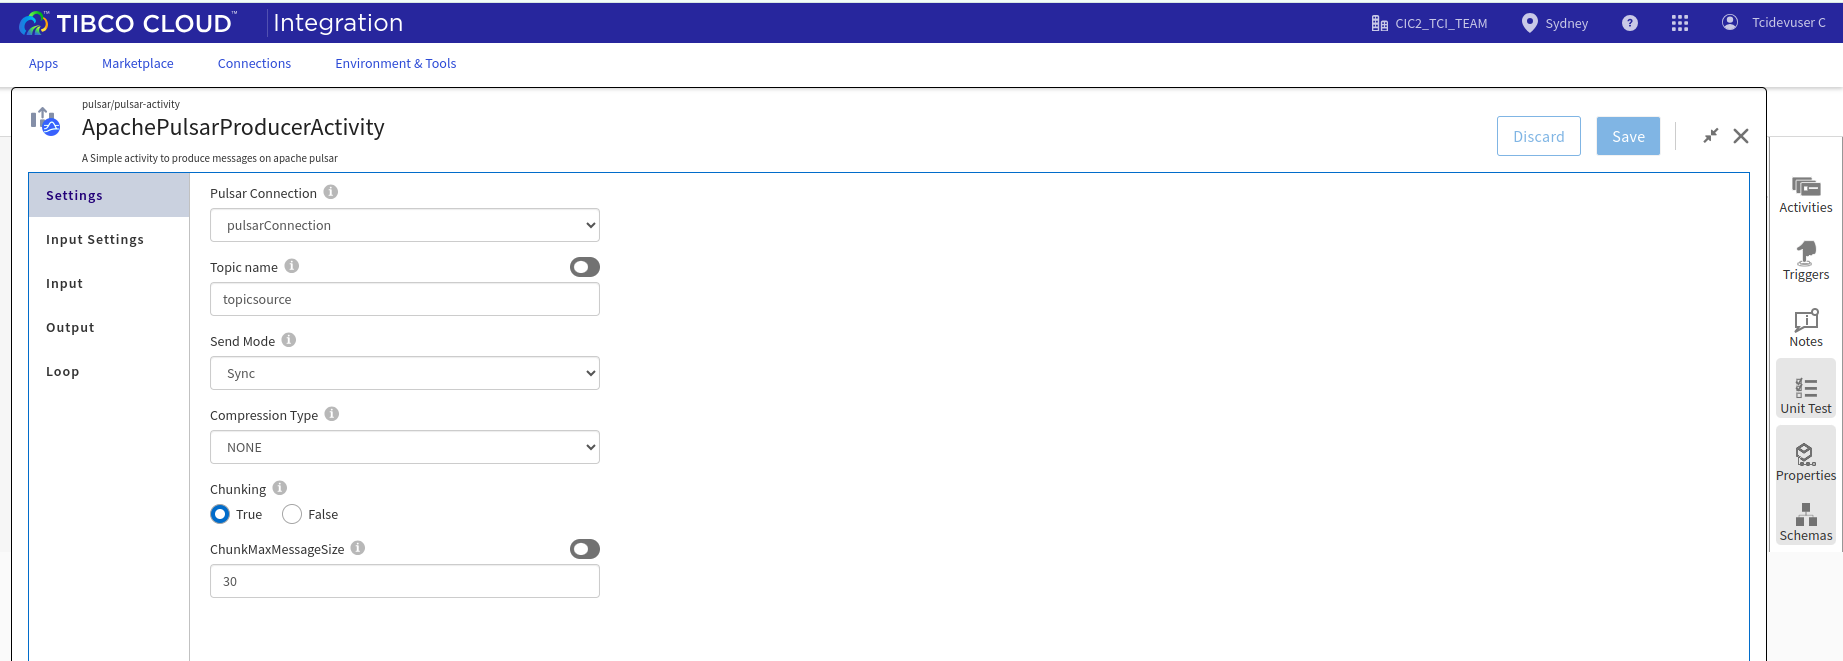 TIBCO CLOUD™ Integration
CIC2_TCI_TEAM Sydney ? Tcidevuser C
Apps Marketplace Connections Environment & Tools
pulsar/pulsar-activity
ApachePulsarProducerActivity
A Simple activity to produce messages on apache pulsar
Discard Save
Settings
Input Settings
Input
Output
Loop
Pulsar Connection
pulsarConnection
Topic name
topicsource
Send Mode
Sync
Compression Type
NONE
Chunking
True False
ChunkMaxMessageSize
30
Activities
Triggers
Notes
Unit Test
Properties
Schemas